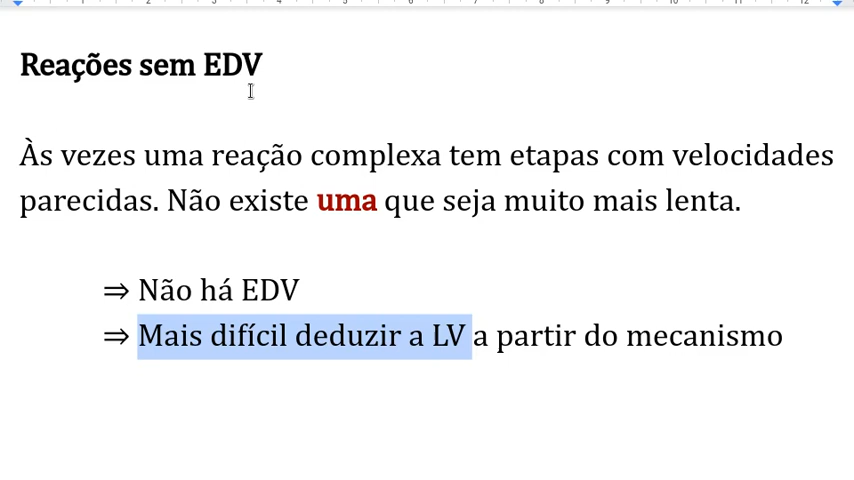 Reações sem EDV
Às vezes uma reação complexa tem etapas com velocidades
parecidas. Não existe uma que seja muito mais lenta.
⇒ Não há EDV
⇒ Mais difícil deduzir a LV a partir do mecanismo